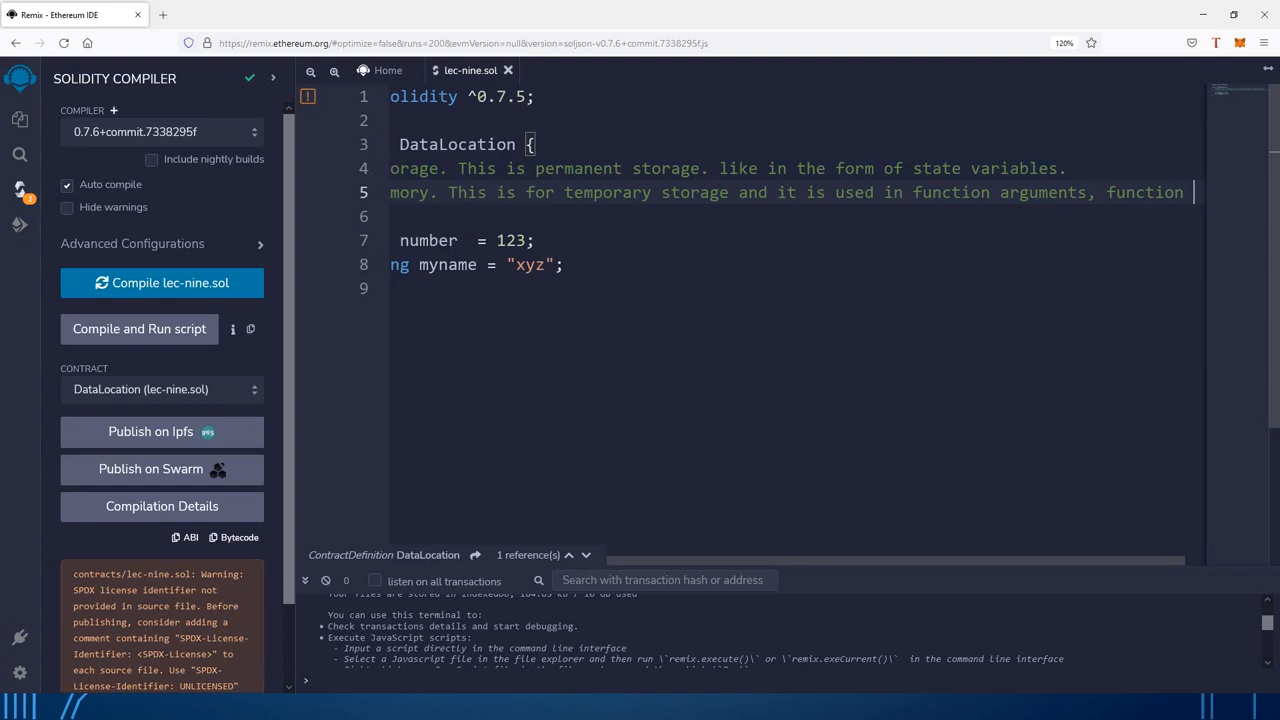 Remix - Ethereum IDE
https://remix.ethereum.org/#optimize=false&runs=200&evmVersion=null&version=soljson-v0.7.6+commit.7338295f.js
120%
SOLIDITY COMPILER
COMPILER
0.7.6+commit.7338295f
Include nightly builds
Auto compile
Hide warnings
Advanced Configurations
Compile lec-nine.sol
Compile and Run script
CONTRACT
DataLocation (lec-nine.sol)
Publish on Ipfs IPFS
Publish on Swarm
Compilation Details
ABI Bytecode
contracts/lec-nine.sol: Warning:
SPDX license identifier not
provided in source file. Before
publishing, consider adding a
comment containing "SPDX-License-
Identifier: <SPDX-License>" to
each source file. Use "SPDX-
License-Identifier: UNLICENSED"
Home lec-nine.sol
1 olidity ^0.7.5;
2
3 DataLocation {
4 orage. This is permanent storage. like in the form of state variables.
5 mory. This is for temporary storage and it is used in function arguments, function
6
7 number = 123;
8 ng myname = "xyz";
9
ContractDefinition DataLocation 1 reference(s)
0 listen on all transactions Search with transaction hash or address
You can use this terminal to:
• Check transactions details and start debugging.
• Execute JavaScript scripts:
- Input a script directly in the command line interface
- Select a Javascript file in the file explorer and then run \`remix.execute()\` or \`remix.exeCurrent()\` in the command line interface
>